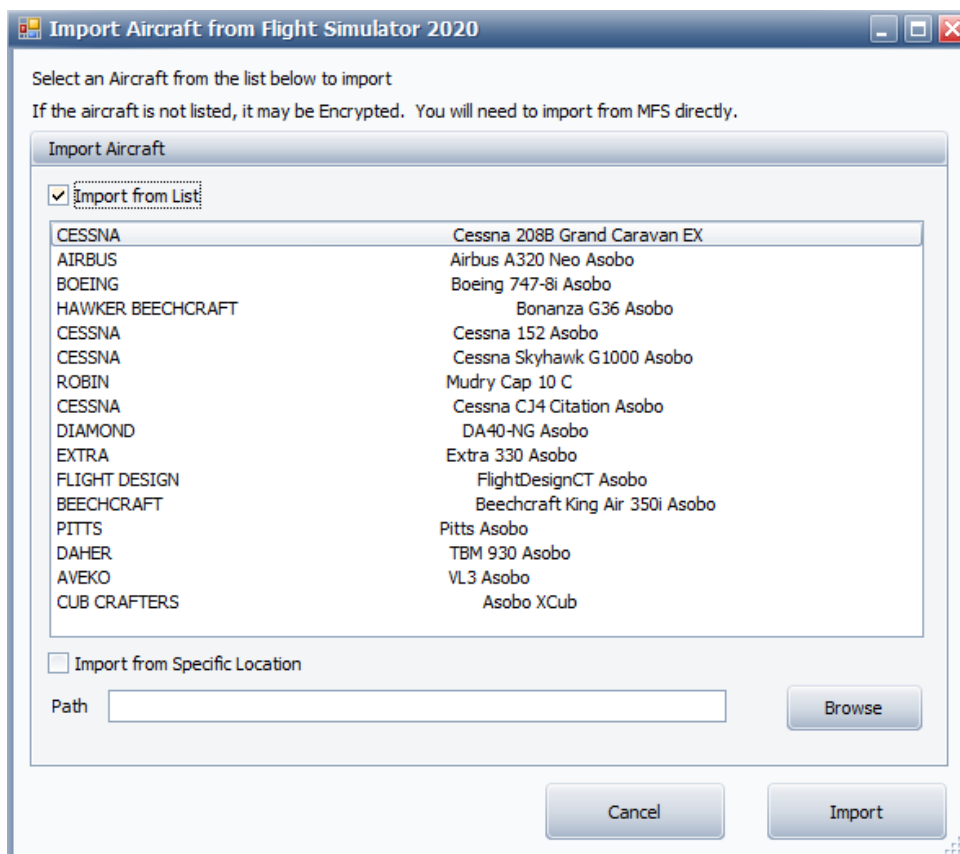 Import Aircraft from Flight Simulator 2020
Select an Aircraft from the list below to import
If the aircraft is not listed, it may be Encrypted.  You will need to import from MFS directly.
Import Aircraft
Import from List
CESSNA Cessna 208B Grand Caravan EX
AIRBUS Airbus A320 Neo Asobo
BOEING Boeing 747-8i Asobo
HAWKER BEECHCRAFT Bonanza G36 Asobo
CESSNA Cessna 152 Asobo
CESSNA Cessna Skyhawk G1000 Asobo
ROBIN Mudry Cap 10 C
CESSNA Cessna CJ4 Citation Asobo
DIAMOND DA40-NG Asobo
EXTRA Extra 330 Asobo
FLIGHT DESIGN FlightDesignCT Asobo
BEECHCRAFT Beechcraft King Air 350i Asobo
PITTS Pitts Asobo
DAHER TBM 930 Asobo
AVEKO VL3 Asobo
CUB CRAFTERS Asobo XCub
Import from Specific Location
Path Browse
Cancel Import